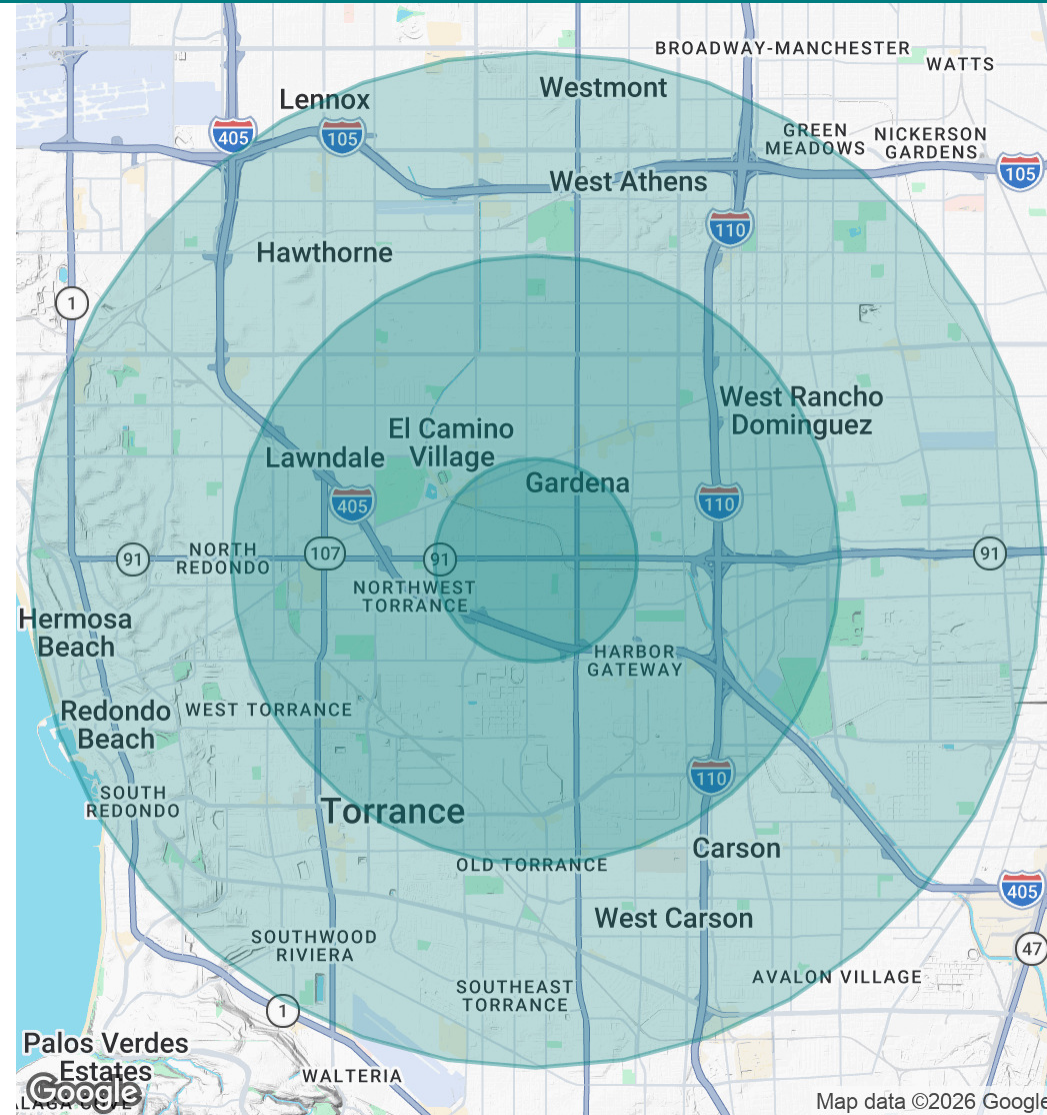 BROADWAY-MANCHESTER
WATTS
Westmont
Lennox
405
105
GREEN
MEADOWS
NICKERSON
GARDENS
105
West Athens
110
Hawthorne
1
West Rancho
Dominguez
El Camino
Village
Lawndale
Gardena
405
110
91
NORTH
REDONDO
107
91
91
NORTHWEST
TORRANCE
Hermosa
Beach
HARBOR
GATEWAY
Redondo
Beach
WEST TORRANCE
110
SOUTH
REDONDO
Torrance
Carson
OLD TORRANCE
405
West Carson
47
SOUTHWOOD
RIVIERA
AVALON VILLAGE
SOUTHEAST
TORRANCE
1
Palos Verdes
Estates
WALTERIA
Google
Map data ©2026 Google